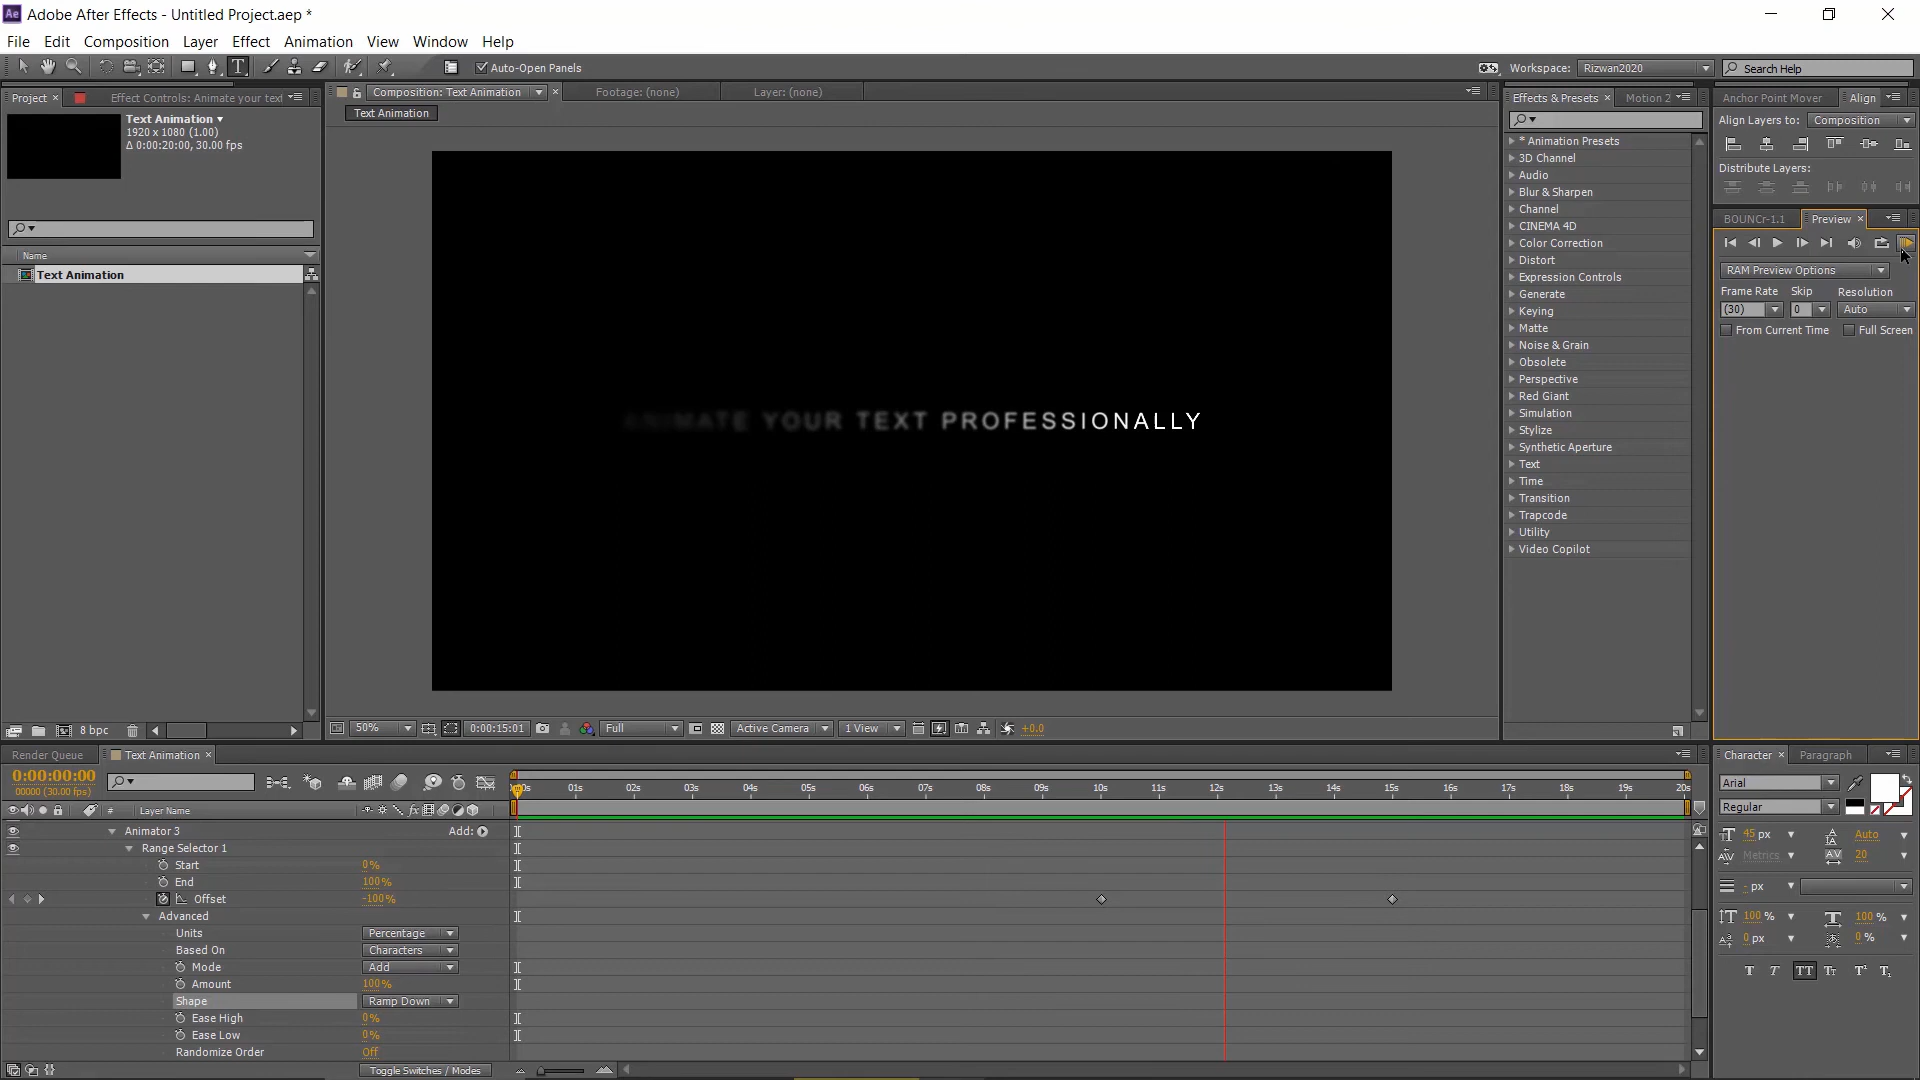 Adobe After Effects - Untitled Project.aep *
File Edit Composition Layer Effect Animation View Window Help
Auto-Open Panels
Workspace: Rizwan2020
Search Help
Project × Effect Controls: Animate your text
Text Animation
1920 x 1080 (1.00)
Δ 0:00:20:00, 30.00 fps
Name
Text Animation
8 bpc
Composition: Text Animation × Footage: (none) Layer: (none)
Text Animation
ANIMATE YOUR TEXT PROFESSIONALLY
50% 0:00:15:01 Full Active Camera 1 View +0.0
Effects & Presets × Motion 2
* Animation Presets
3D Channel
Audio
Blur & Sharpen
Channel
CINEMA 4D
Color Correction
Distort
Expression Controls
Generate
Keying
Matte
Noise & Grain
Obsolete
Perspective
Red Giant
Simulation
Stylize
Synthetic Aperture
Text
Time
Transition
Trapcode
Utility
Video Copilot
Anchor Point Mover Align
Align Layers to: Composition
Distribute Layers:
BOUNCr-1.1 Preview ×
RAM Preview Options
Frame Rate Skip Resolution
(30) 0 Auto
From Current Time Full Screen
Render Queue Text Animation ×
0:00:00:00
00000 (30.00 fps)
# Layer Name
01s 02s 03s 04s 05s 06s 07s 08s 09s 10s 11s 12s 13s 14s 15s 16s 17s 18s 19s 20s
Animator 3 Add:
Range Selector 1
Start 0%
End 100%
Offset -100%
Advanced
Units Percentage
Based On Characters
Mode Add
Amount 100%
Shape Ramp Down
Ease High 0%
Ease Low 0%
Randomize Order Off
Toggle Switches / Modes
Character × Paragraph
Arial
Regular
45 px Auto
Metrics 20
- px
100 % 100 %
0 px 0 %
T T TT Tt T¹ T₁